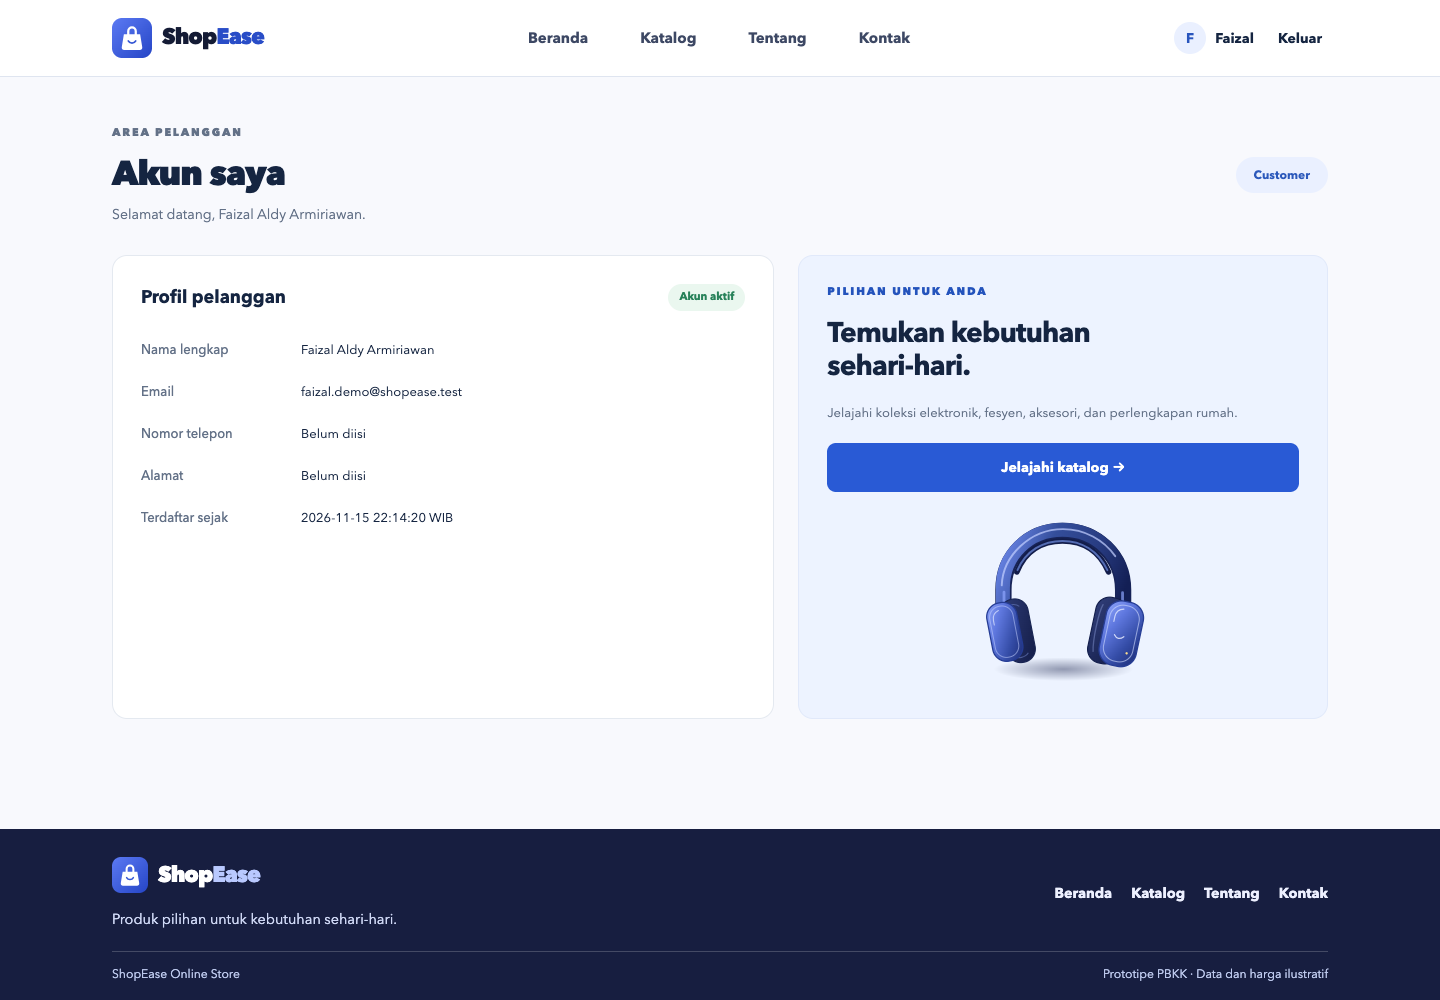 ShopEase
Beranda
Katalog
Tentang
Kontak
F
Faizal
Keluar
AREA PELANGGAN
Akun saya
Customer
Selamat datang, Faizal Aldy Armiriawan.
Profil pelanggan
Akun aktif
Nama lengkap
Faizal Aldy Armiriawan
Email
faizal.demo@shopease.test
Nomor telepon
Belum diisi
Alamat
Belum diisi
Terdaftar sejak
2026-11-15 22:14:20 WIB
PILIHAN UNTUK ANDA
Temukan kebutuhan
sehari-hari.
Jelajahi koleksi elektronik, fesyen, aksesori, dan perlengkapan rumah.
Jelajahi katalog →
ShopEase
Produk pilihan untuk kebutuhan sehari-hari.
Beranda
Katalog
Tentang
Kontak
ShopEase Online Store
Prototipe PBKK · Data dan harga ilustratif